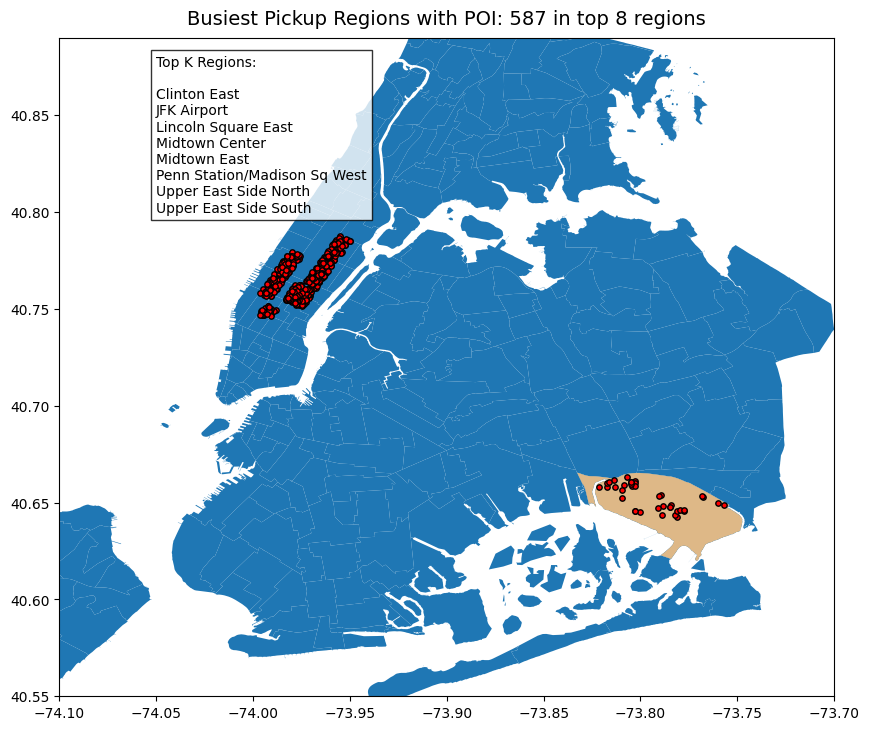 Busiest Pickup Regions with POI: 587 in top 8 regions
Top K Regions:
Clinton East
JFK Airport
Lincoln Square East
Midtown Center
Midtown East
Penn Station/Madison Sq West
Upper East Side North
Upper East Side South
40.85
40.80
40.75
40.70
40.65
40.60
40.55
−74.10 −74.05 −74.00 −73.95 −73.90 −73.85 −73.80 −73.75 −73.70